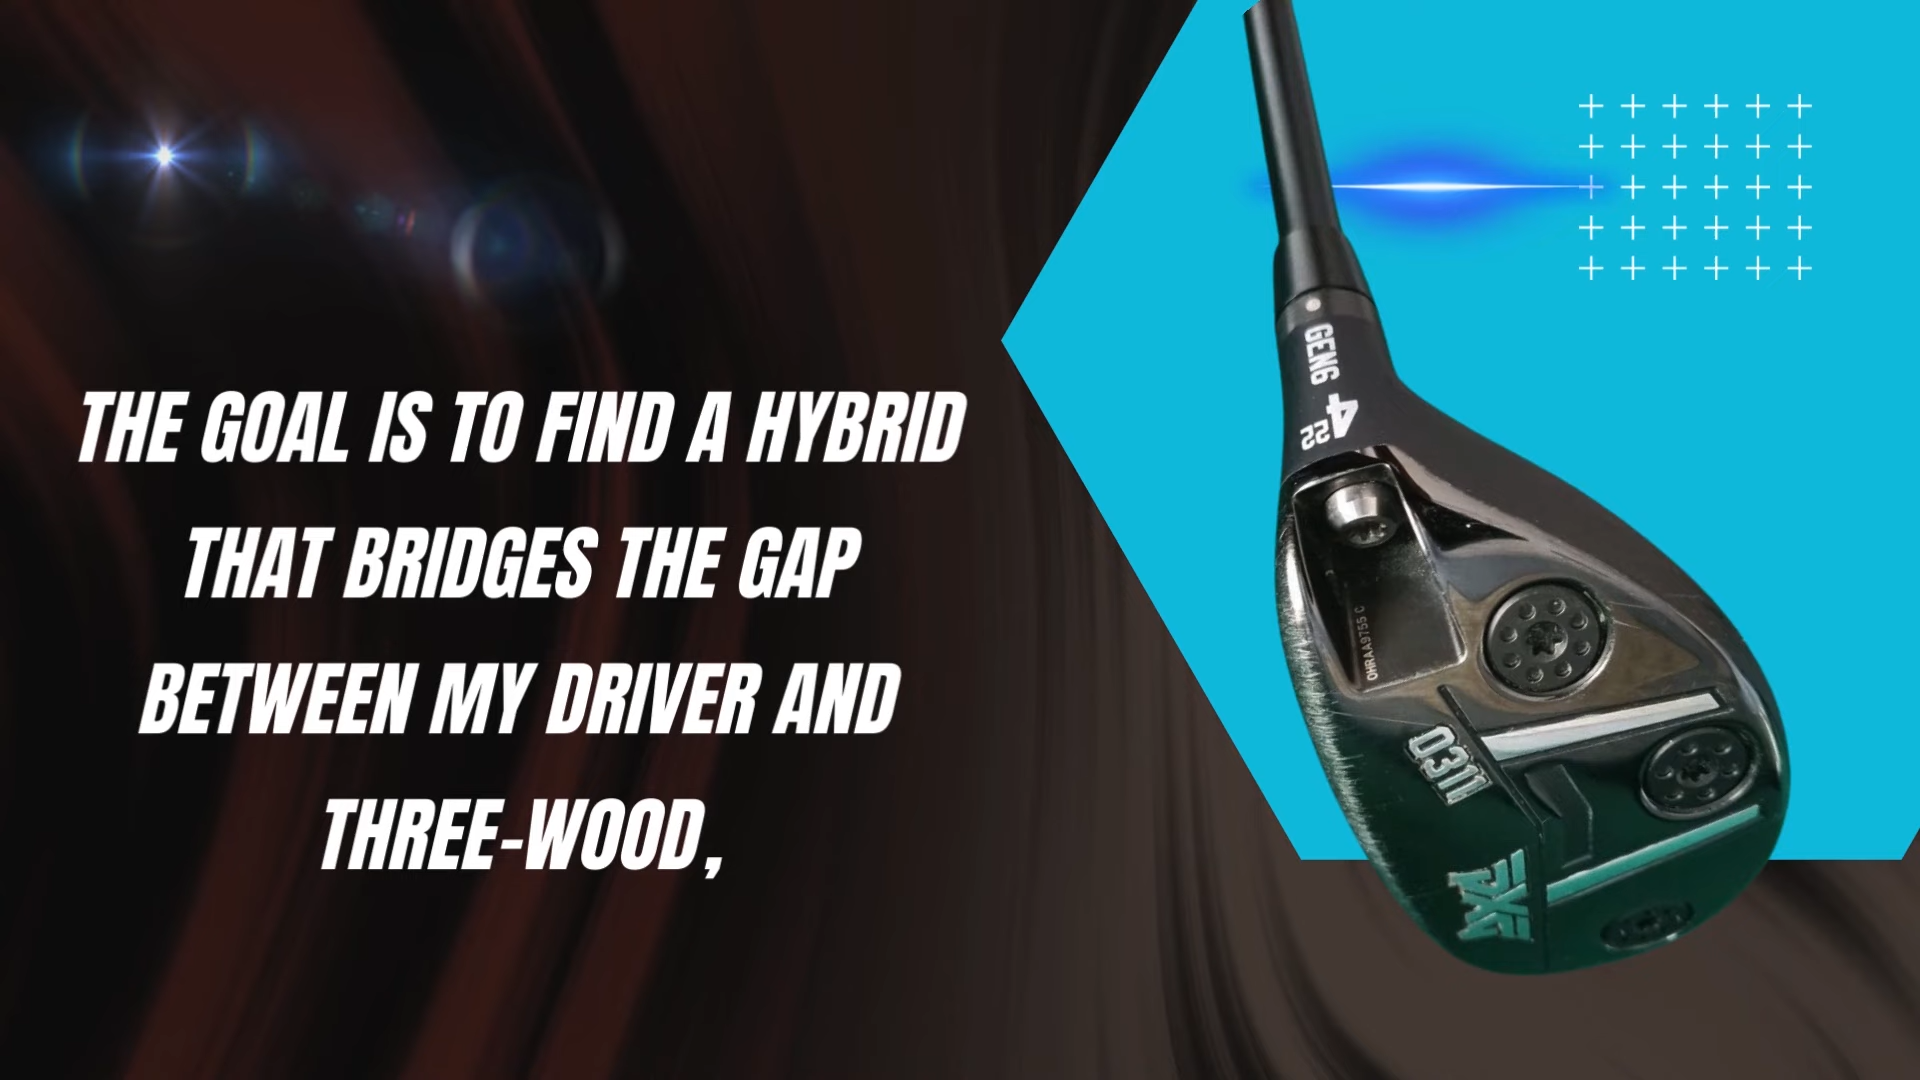 THE GOAL IS TO FIND A HYBRID
THAT BRIDGES THE GAP
BETWEEN MY DRIVER AND
THREE-WOOD,
GEN6
4
22
0311
PXG